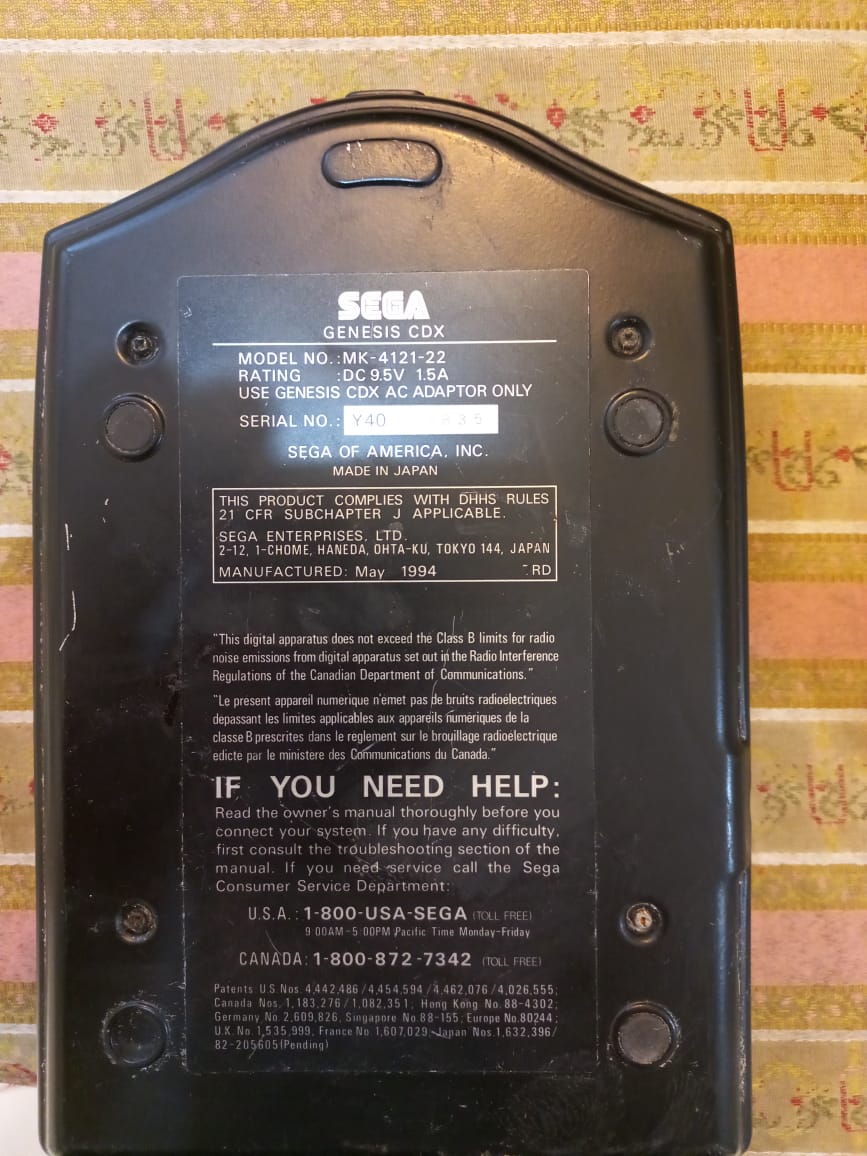 SEGA
GENESIS CDX
MODEL NO.:MK-4121-22
RATING :DC 9.5V 1.5A
USE GENESIS CDX AC ADAPTOR ONLY
SERIAL NO.: Y40 835
SEGA OF AMERICA, INC.
MADE IN JAPAN
THIS PRODUCT COMPLIES WITH DHHS RULES
21 CFR SUBCHAPTER J APPLICABLE.
SEGA ENTERPRISES, LTD.
2-12, 1-CHOME, HANEDA, OHTA-KU, TOKYO 144, JAPAN
MANUFACTURED: May 1994 RD
"This digital apparatus does not exceed the Class B limits for radio
noise emissions from digital apparatus set out in the Radio Interference
Regulations of the Canadian Department of Communications."
"Le present appareil numerique n'emet pas de bruits radioelectriques
depassant les limites applicables aux appareils numeriques de la
classe B prescrites dans le reglement sur le brouillage radioelectrique
edicte par le ministere des Communications du Canada."
IF YOU NEED HELP:
Read the owner's manual thoroughly before you
connect your system. If you have any difficulty,
first consult the troubleshooting section of the
manual. If you need service call the Sega
Consumer Service Department:
U.S.A.: 1-800-USA-SEGA (TOLL FREE)
9:00AM-5:00PM Pacific Time Monday-Friday
CANADA: 1-800-872-7342 (TOLL FREE)
Patents: U.S. Nos. 4,442,486/4,454,594/4,462,076/4,026,555;
Canada Nos. 1,183,276/1,082,351; Hong Kong No. 88-4302;
Germany No. 2,609,826; Singapore No. 88-155; Europe No. 80244;
U.K. No. 1,535,999; France No. 1,607,029; Japan Nos. 1,632,396/
82-205605(Pending)